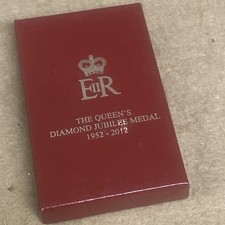 EIIR
THE QUEEN'S
DIAMOND JUBILEE MEDAL
1952 - 2012